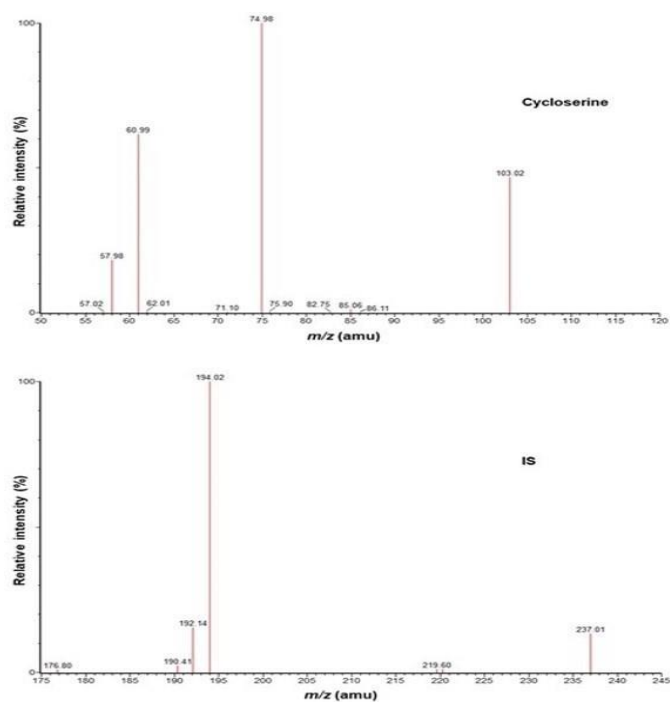 100
74.98
Cycloserine
60.99
103.02
57.98
57.02
62.01
71.10
75.90
82.75
85.06
86.11
0
50 55 60 65 70 75 80 85 90 95 100 105 110 115 120
Relative intensity (%)
m/z (amu)
100
194.02
IS
192.14
237.01
190.41
176.80
219.60
0
175 180 185 190 195 200 205 210 215 220 225 230 235 240 245
Relative intensity (%)
m/z (amu)